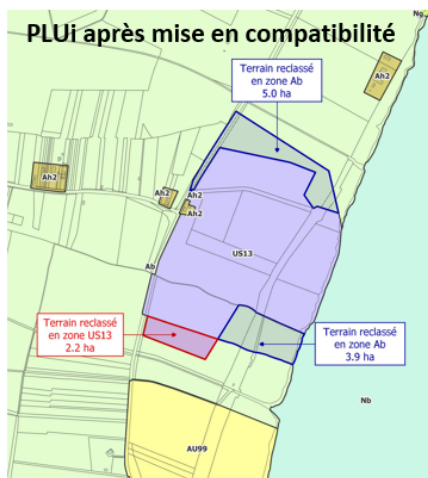 PLUi après mise en compatibilité
Ng
Terrain reclassé
en zone Ab
5.0 ha
Ah2
Ah2
Ah2
Ah2
US13
Ab
Terrain reclassé
en zone US13
2.2 ha
Terrain reclassé
en zone Ab
3.9 ha
Nb
AU99